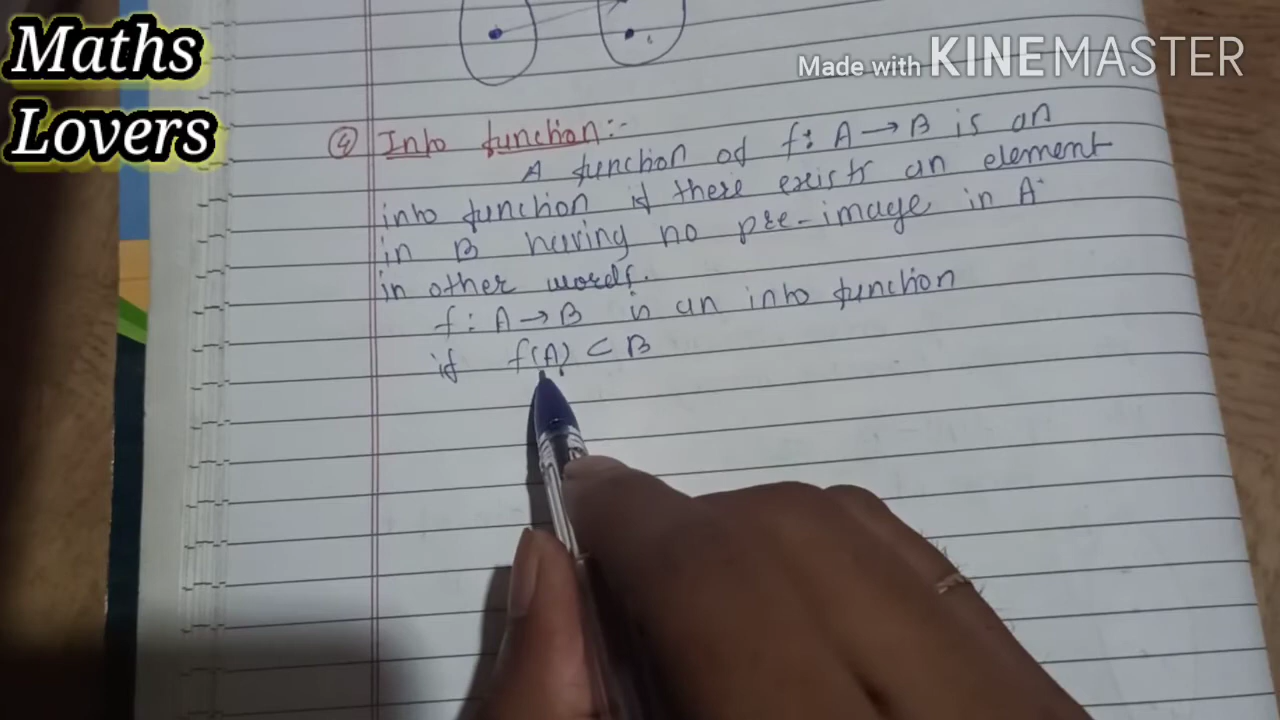 Maths
Lovers
Made with KINEMASTER
④ Into function:-
A function of f: A → B is an
into function if there exists an element
in B having no pre-image in A.
in other words.
f: A → B is an into function
if f(A) ⊂ B